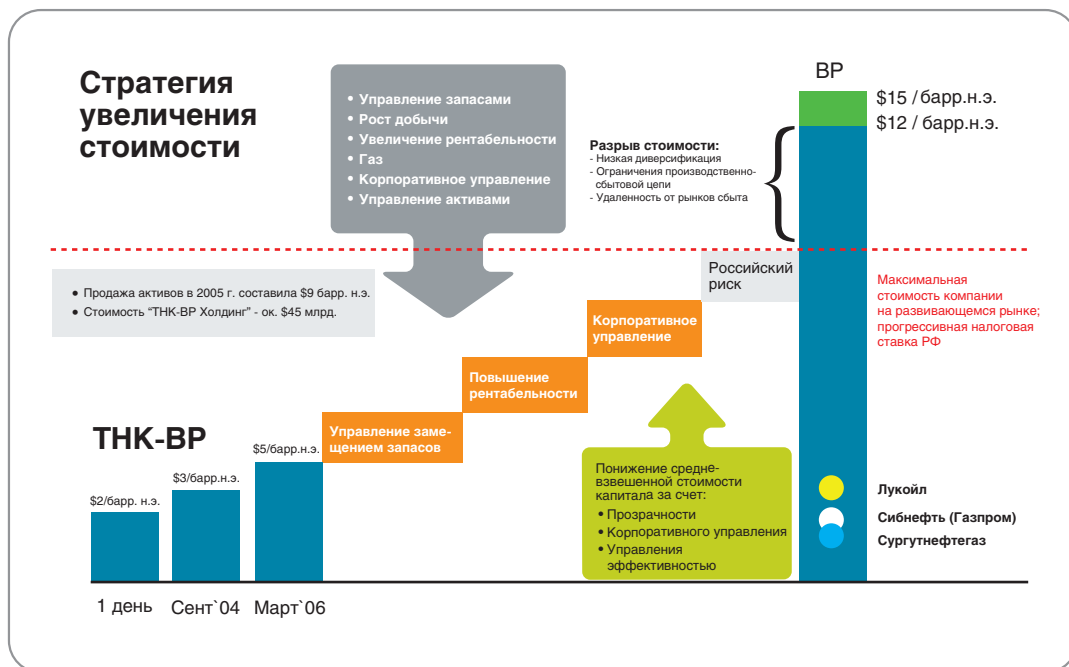 Стратегия
увеличения
стоимости
• Управление запасами
• Рост добычи
• Увеличение рентабельности
• Газ
• Корпоративное управление
• Управление активами
BP
$15 / барр.н.э.
$12 / барр.н.э.
Разрыв стоимости:
- Низкая диверсификация
- Ограничения производственно-
сбытовой цепи
- Удаленность от рынков сбыта
• Продажа активов в 2005 г. составила $9 барр. н.э.
• Стоимость “ТНК-BP Холдинг” - ок. $45 млрд.
Российский
риск
Максимальная
стоимость компании
на развивающемся рынке;
прогрессивная налоговая
ставка РФ
Корпоративное
управление
Повышение
рентабельности
Управление заме-
щением запасов
ТНК-BP
$2/барр. н.э.
$3/барр.н.э.
$5/барр.н.э.
Понижение средне-
взвешенной стоимости
капитала за счет:
• Прозрачности
• Корпоративного управления
• Управления
эффективностью
Лукойл
Сибнефть (Газпром)
Сургутнефтегаз
1 день
Сент`04
Март`06